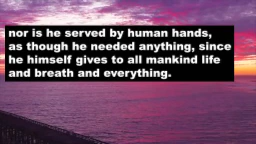 nor is he served by human hands,
as though he needed anything, since
he himself gives to all mankind life
and breath and everything.